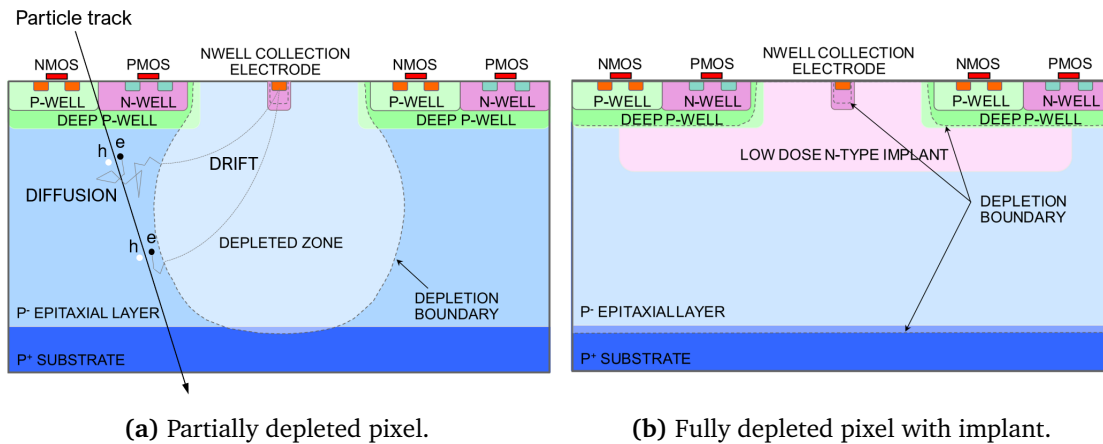 Particle track
NMOS
PMOS
NWELL COLLECTION
ELECTRODE
NMOS
PMOS
P-WELL
N-WELL
P-WELL
N-WELL
DEEP P-WELL
DEEP P-WELL
h
e
DRIFT
DIFFUSION
h
e
DEPLETED ZONE
DEPLETION
BOUNDARY
P- EPITAXIAL LAYER
P+ SUBSTRATE
(a) Partially depleted pixel.
NMOS
PMOS
NWELL COLLECTION
ELECTRODE
NMOS
PMOS
P-WELL
N-WELL
P-WELL
N-WELL
DEEP P-WELL
DEEP P-WELL
LOW DOSE N-TYPE IMPLANT
DEPLETION
BOUNDARY
P- EPITAXIAL LAYER
P+ SUBSTRATE
(b) Fully depleted pixel with implant.